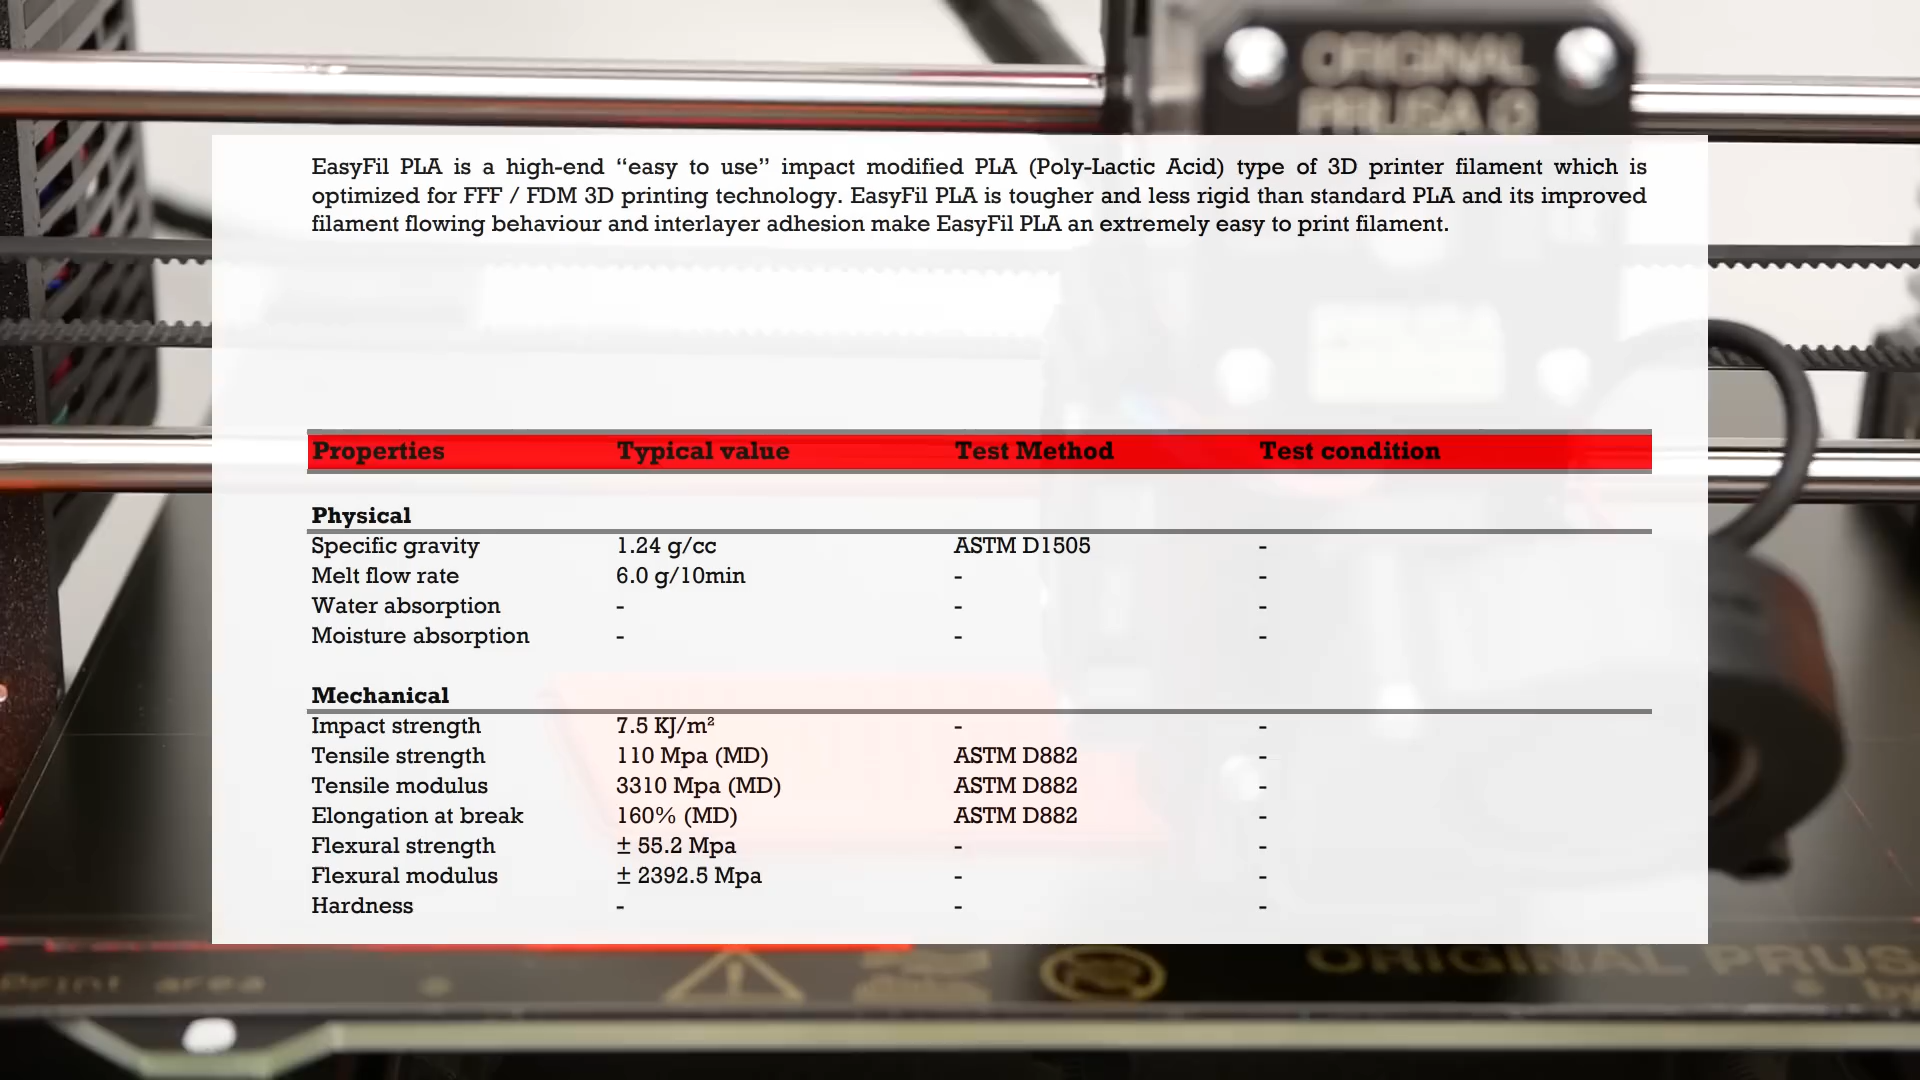 ORIGINAL
PRUSA i3
EasyFil PLA is a high-end “easy to use” impact modified PLA (Poly-Lactic Acid) type of 3D printer filament which is
optimized for FFF / FDM 3D printing technology. EasyFil PLA is tougher and less rigid than standard PLA and its improved
filament flowing behaviour and interlayer adhesion make EasyFil PLA an extremely easy to print filament.
Properties Typical value Test Method Test condition
Physical
Specific gravity 1.24 g/cc ASTM D1505 -
Melt flow rate 6.0 g/10min - -
Water absorption - - -
Moisture absorption - - -
Mechanical
Impact strength 7.5 KJ/m² - -
Tensile strength 110 Mpa (MD) ASTM D882 -
Tensile modulus 3310 Mpa (MD) ASTM D882 -
Elongation at break 160% (MD) ASTM D882 -
Flexural strength ± 55.2 Mpa - -
Flexural modulus ± 2392.5 Mpa - -
Hardness - - -
Print area
ORIGINAL PRUS
by